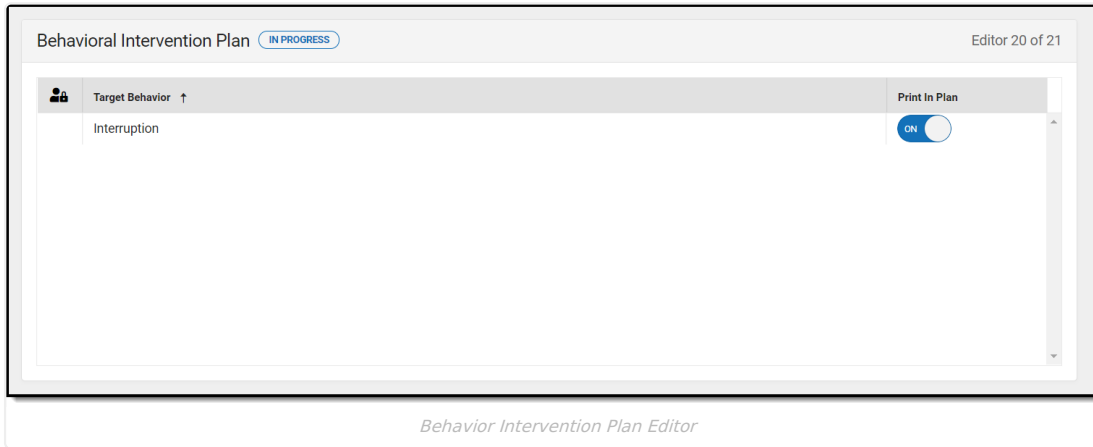 Behavioral Intervention Plan IN PROGRESS Editor 20 of 21
Target Behavior ↑ Print In Plan
Interruption ON
Behavior Intervention Plan Editor